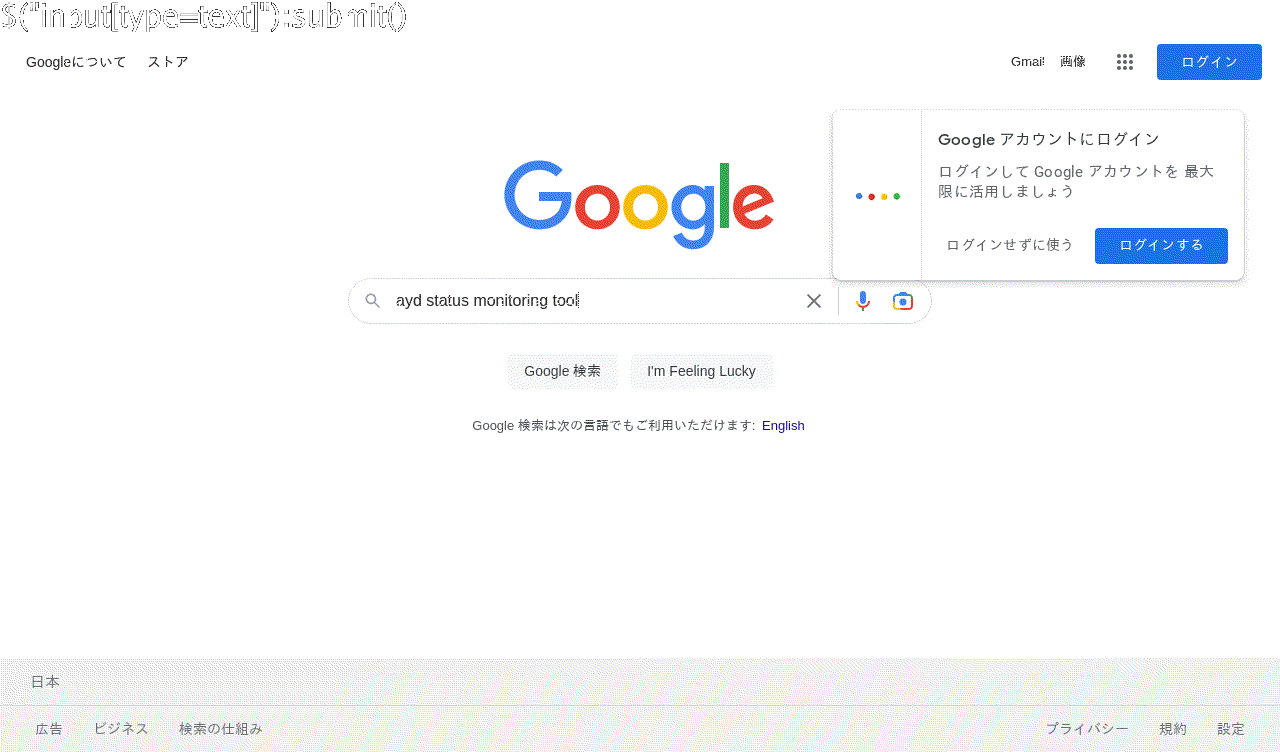 $("input[type=text]"):submit()
Googleについて ストア Gmail 画像 ログイン
Google アカウントにログイン
ログインして Google アカウントを 最大
限に活用しましょう
ログインせずに使う ログインする
Google
ayd status monitoring tool
Google 検索 I'm Feeling Lucky
Google 検索は次の言語でもご利用いただけます: English
日本
広告 ビジネス 検索の仕組み プライバシー 規約 設定